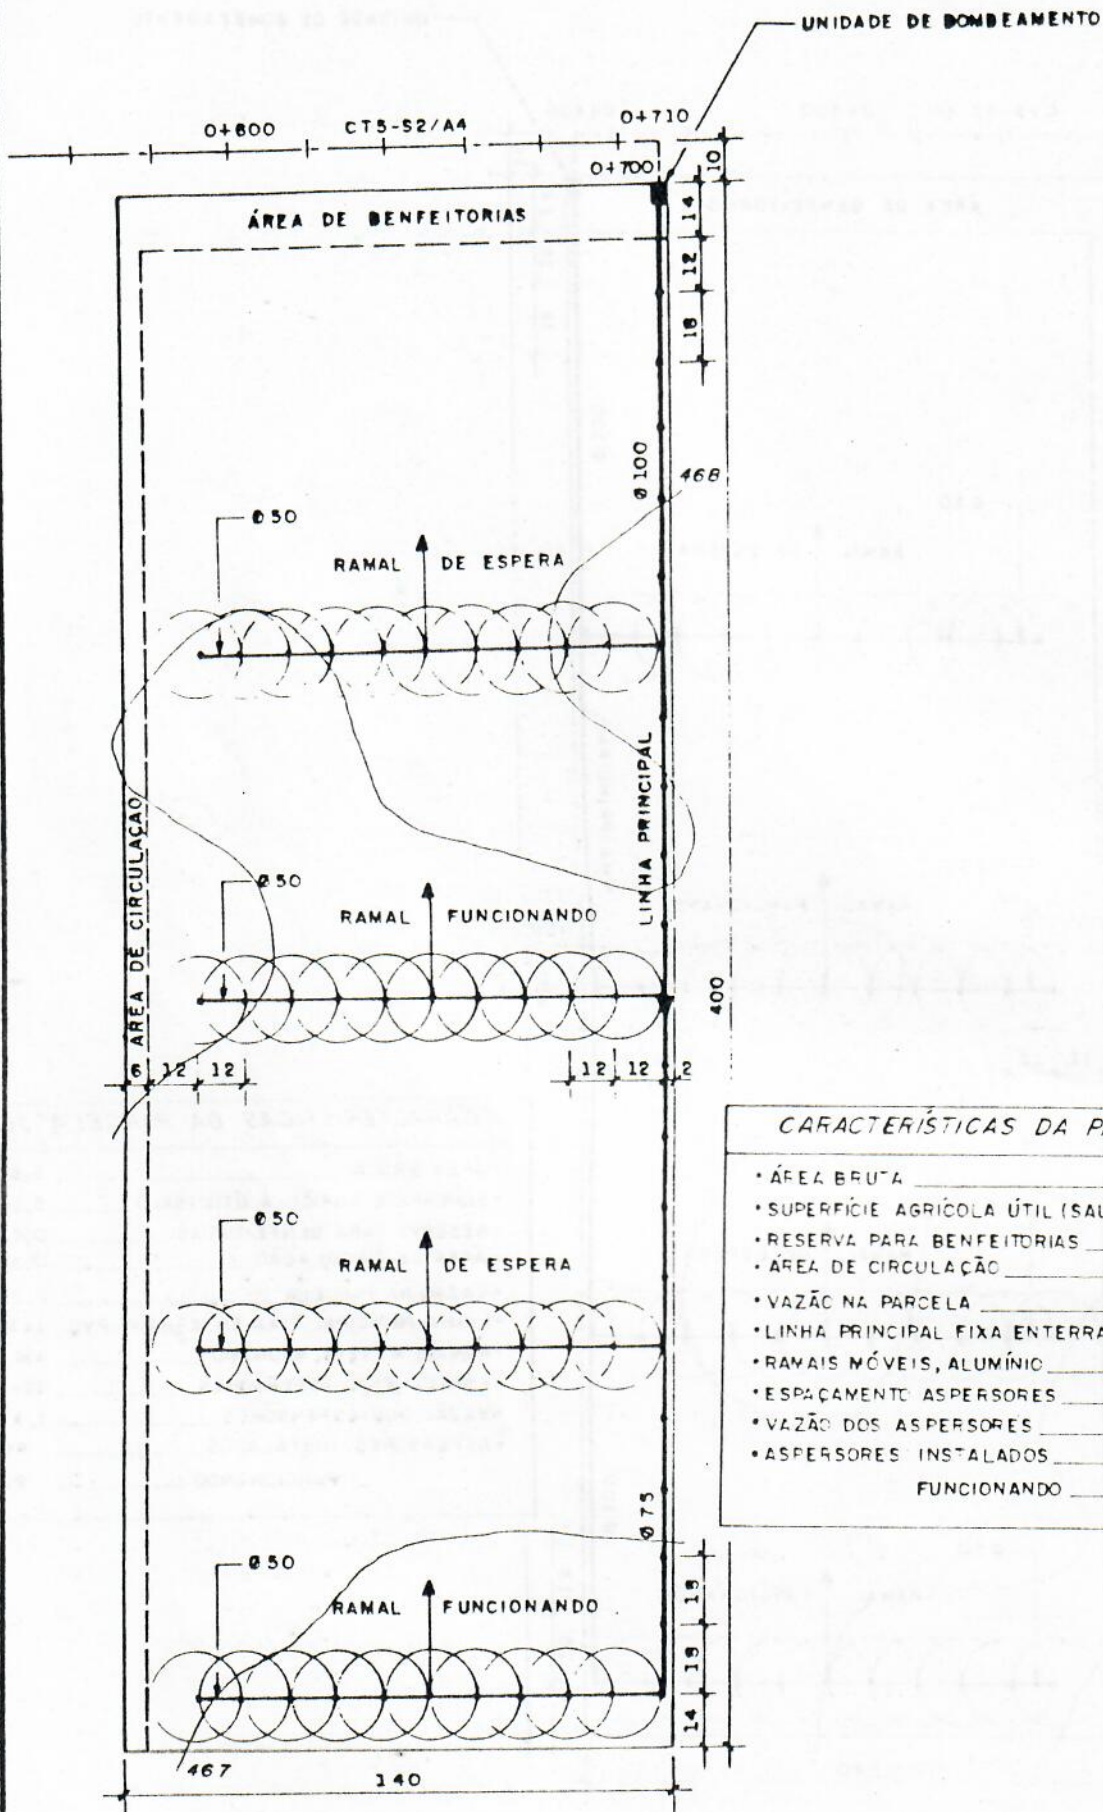 UNIDADE DE BOMBEAMENTO
0+600
CT5-S2/A4
0+710
0+700
10
ÁREA DE BENFEITORIAS
14
12
18
Ø 100
468
Ø 50
RAMAL DE ESPERA
LINHA PRINCIPAL
ÁREA DE CIRCULAÇÃO
Ø 50
RAMAL FUNCIONANDO
400
6 12 12
12 12 2
CARACTERÍSTICAS DA P
• ÁREA BRUTA
• SUPERFÍCIE AGRÍCOLA ÚTIL (SAU
• RESERVA PARA BENFEITORIAS
• ÁREA DE CIRCULAÇÃO
• VAZÃO NA PARCELA
• LINHA PRINCIPAL FIXA ENTERRA
• RAMAIS MÓVEIS, ALUMÍNIO
• ESPAÇAMENTO ASPERSORES
• VAZÃO DOS ASPERSORES
• ASPERSORES INSTALADOS
FUNCIONANDO
Ø 50
RAMAL DE ESPERA
Ø 75
Ø 50
RAMAL FUNCIONANDO
18
18
14
467
140